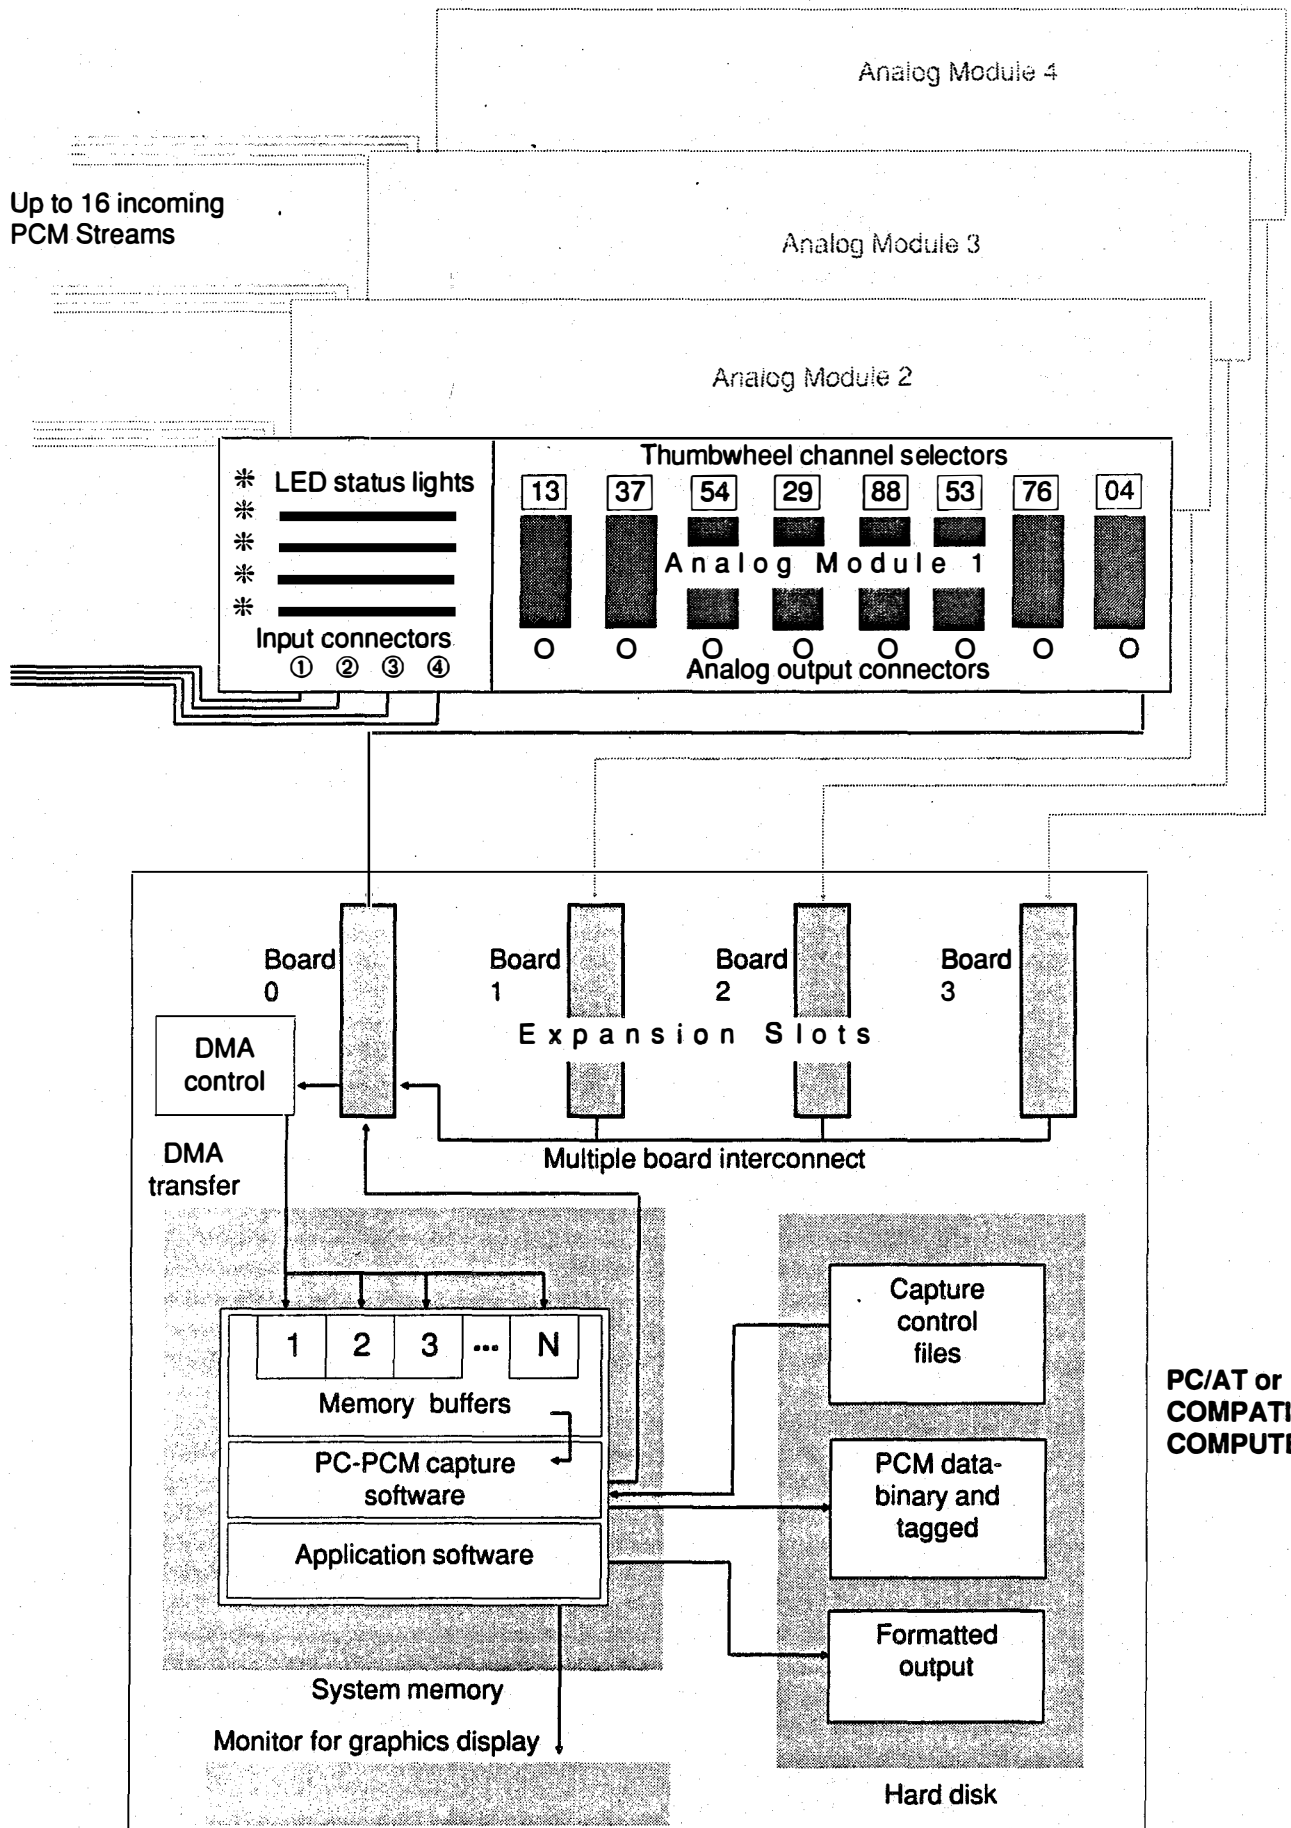 Analog Module 4
Up to 16 incoming
PCM Streams
Analog Module 3
Analog Module 2
Thumbwheel channel selectors
LED status lights
13 37 54 29 88 53 76 04
Analog Module 1
Input connectors
1 2 3 4
Analog output connectors
Board
0
Board
1
Board
2
Board
3
Expansion Slots
DMA
control
DMA
transfer
Multiple board interconnect
1 2 3 ... N
Memory buffers
PC-PCM capture
software
Application software
System memory
Monitor for graphics display
Capture
control
files
PCM data-
binary and
tagged
Formatted
output
Hard disk
PC/AT or
COMPATI
COMPUTE